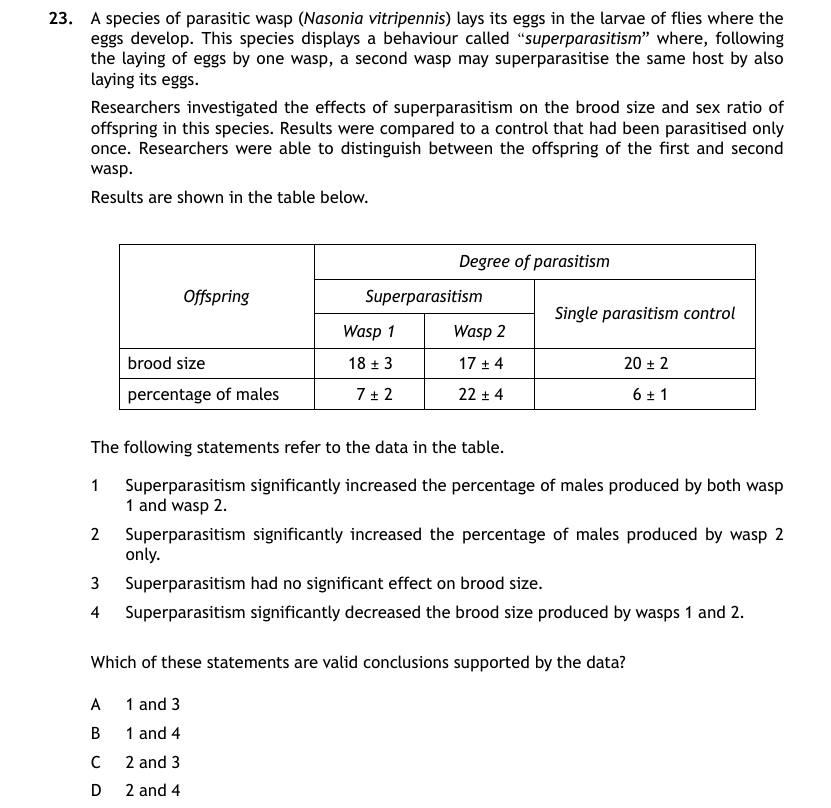 23. A species of parasitic wasp (Nasonia vitripennis) lays its eggs in the larvae of flies where the
eggs develop. This species displays a behaviour called “superparasitism” where, following
the laying of eggs by one wasp, a second wasp may superparasitise the same host by also
laying its eggs.
Researchers investigated the effects of superparasitism on the brood size and sex ratio of
offspring in this species. Results were compared to a control that had been parasitised only
once. Researchers were able to distinguish between the offspring of the first and second
wasp.
Results are shown in the table below.
Offspring
Degree of parasitism
Superparasitism
Single parasitism control
Wasp 1 Wasp 2
brood size 18 ± 3 17 ± 4 20 ± 2
percentage of males 7 ± 2 22 ± 4 6 ± 1
The following statements refer to the data in the table.
1 Superparasitism significantly increased the percentage of males produced by both wasp
1 and wasp 2.
2 Superparasitism significantly increased the percentage of males produced by wasp 2
only.
3 Superparasitism had no significant effect on brood size.
4 Superparasitism significantly decreased the brood size produced by wasps 1 and 2.
Which of these statements are valid conclusions supported by the data?
A 1 and 3
B 1 and 4
C 2 and 3
D 2 and 4